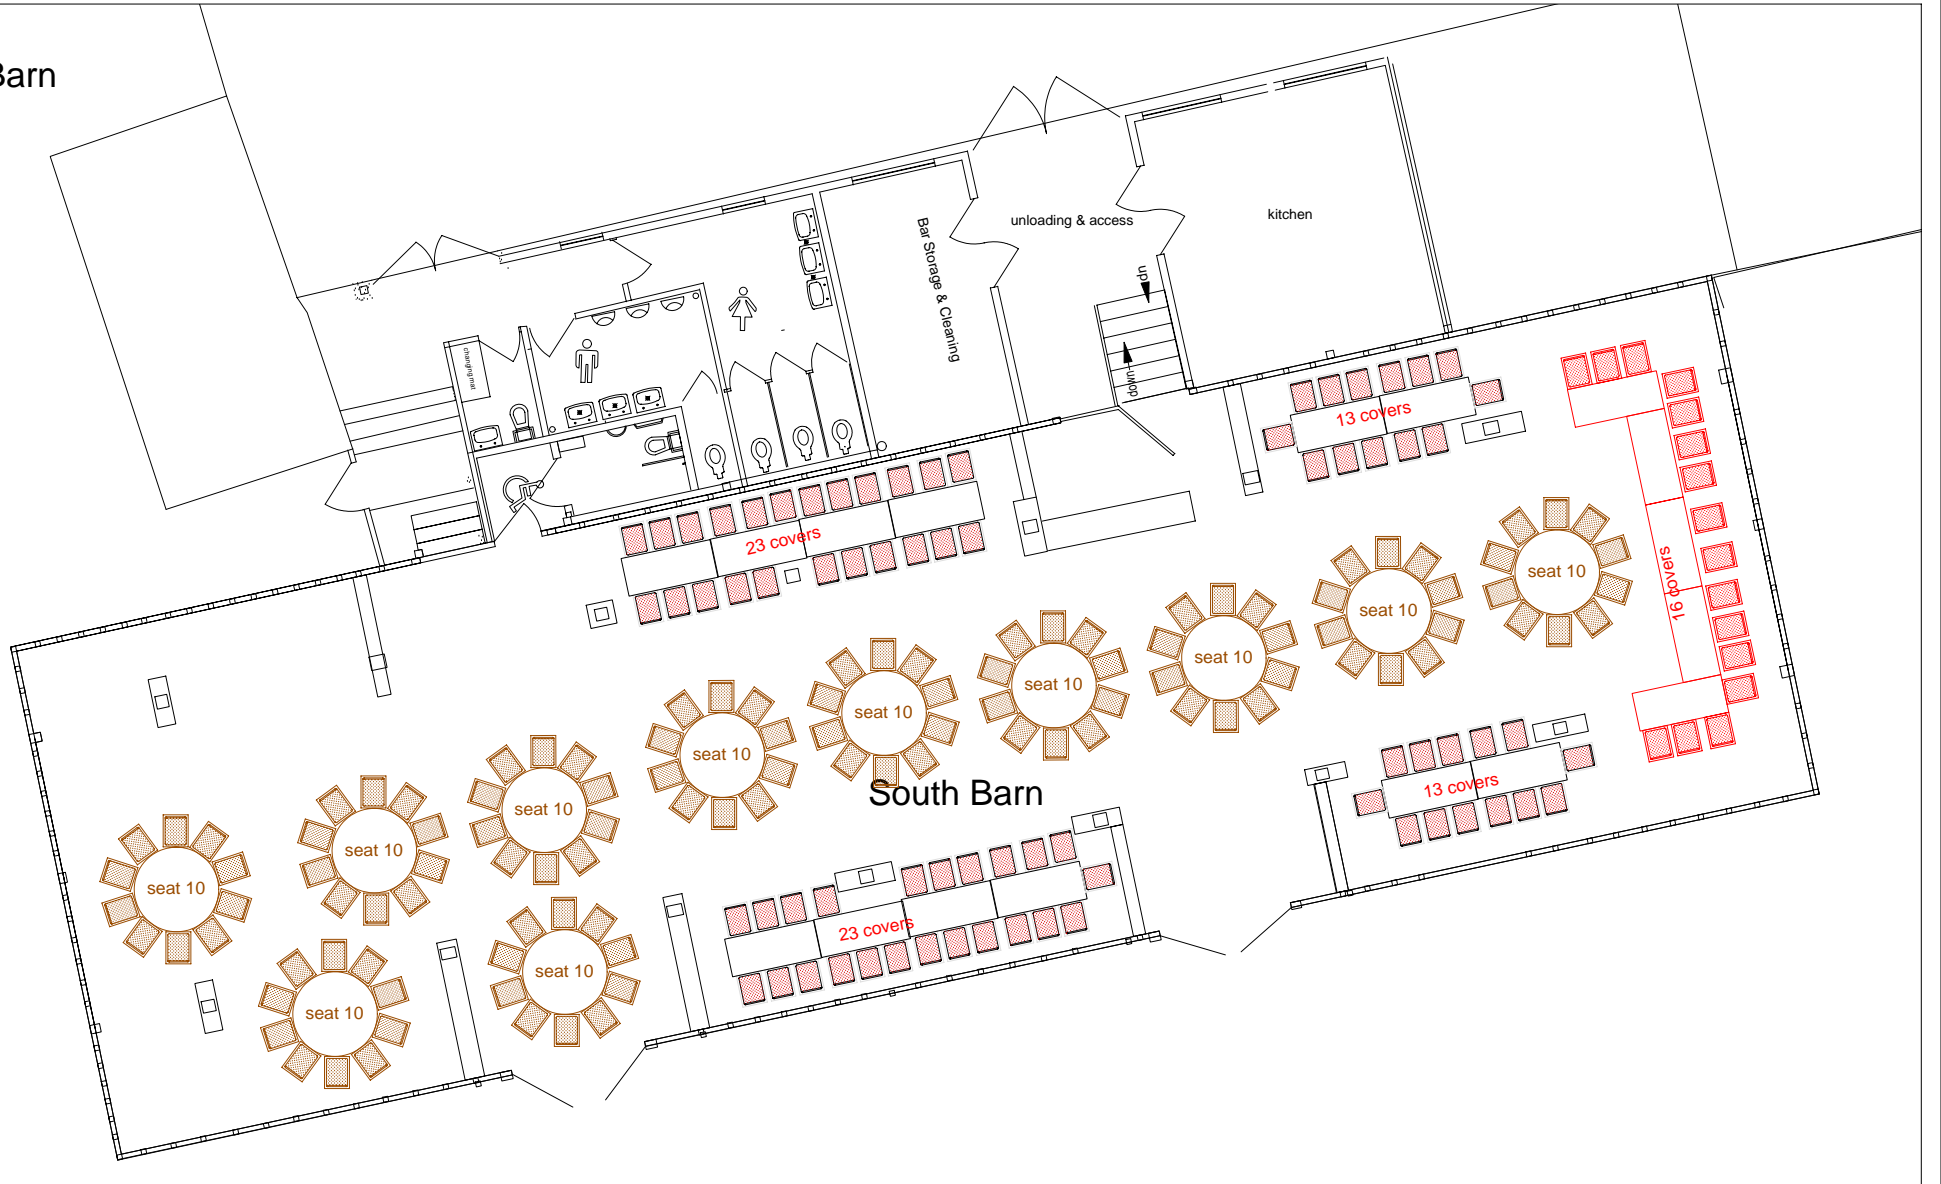 Barn
unloading & access
kitchen
Bar Storage & Cleaning
up
down
changing mat
13 covers
23 covers
16 covers
seat 10
seat 10
seat 10
seat 10
seat 10
seat 10
seat 10
seat 10
seat 10
seat 10
South Barn
13 covers
23 covers
seat 10